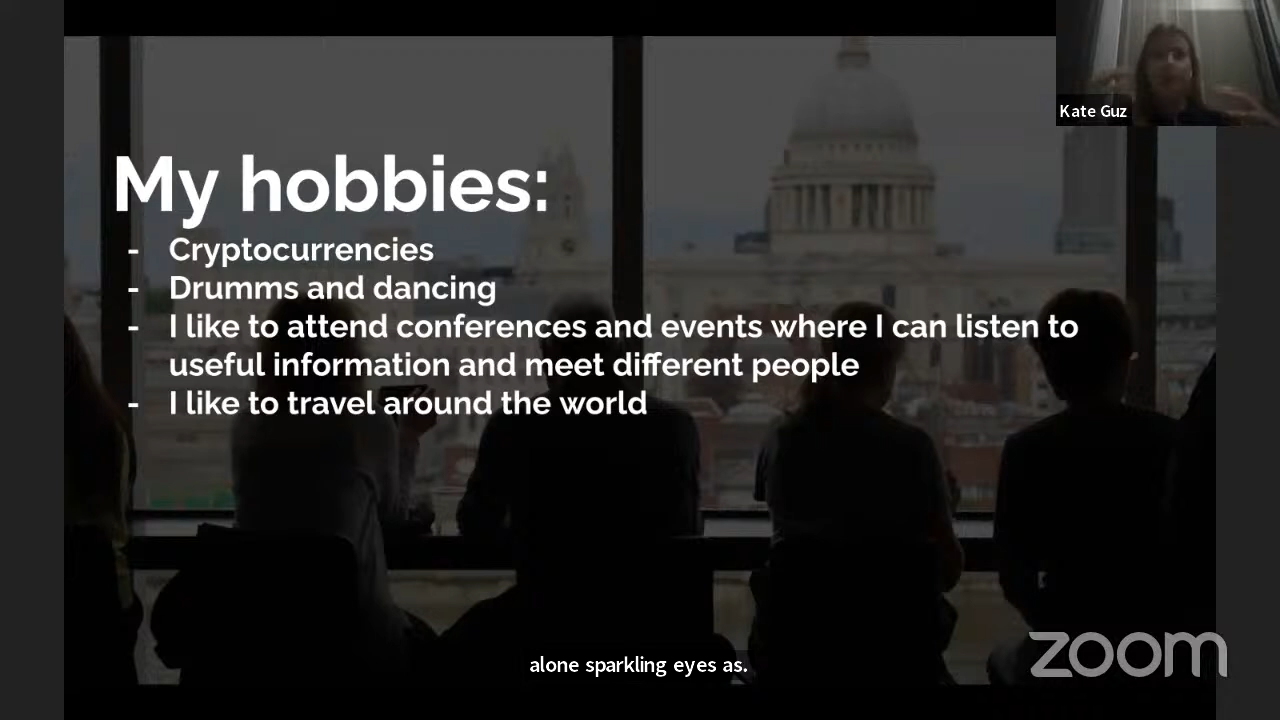 Kate Guz
My hobbies:
- Cryptocurrencies
- Drumms and dancing
- I like to attend conferences and events where I can listen to
useful information and meet different people
- I like to travel around the world
alone sparkling eyes as.
zoom